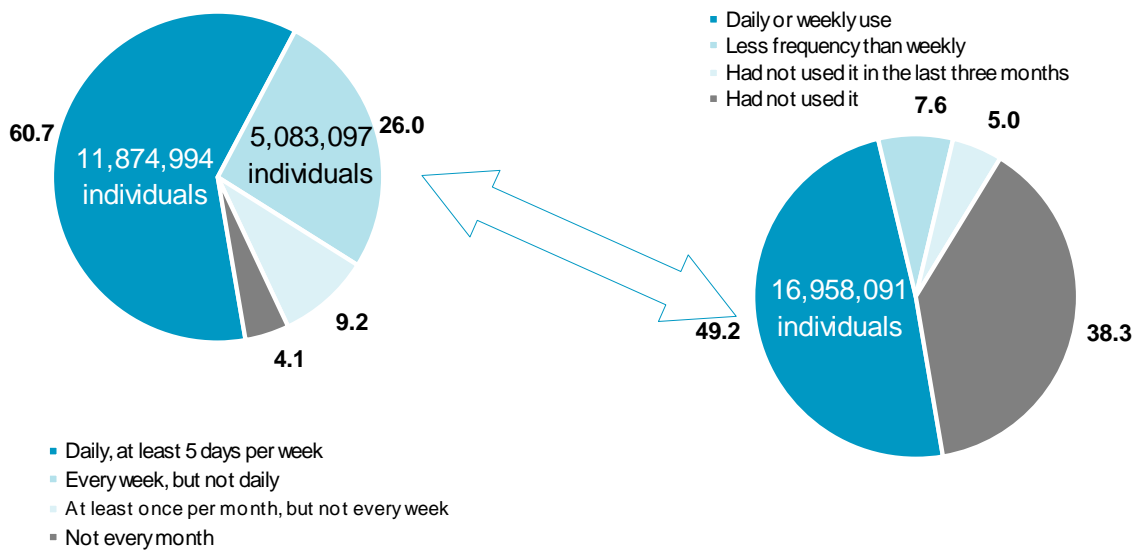 Daily or weekly use
Less frequency than weekly
Had not used it in the last three months
Had not used it
7.6
5.0
60.7
11,874,994
individuals
5,083,097
individuals
26.0
9.2
4.1
16,958,091
individuals
49.2
38.3
Daily, at least 5 days per week
Every week, but not daily
At least once per month, but not every week
Not every month